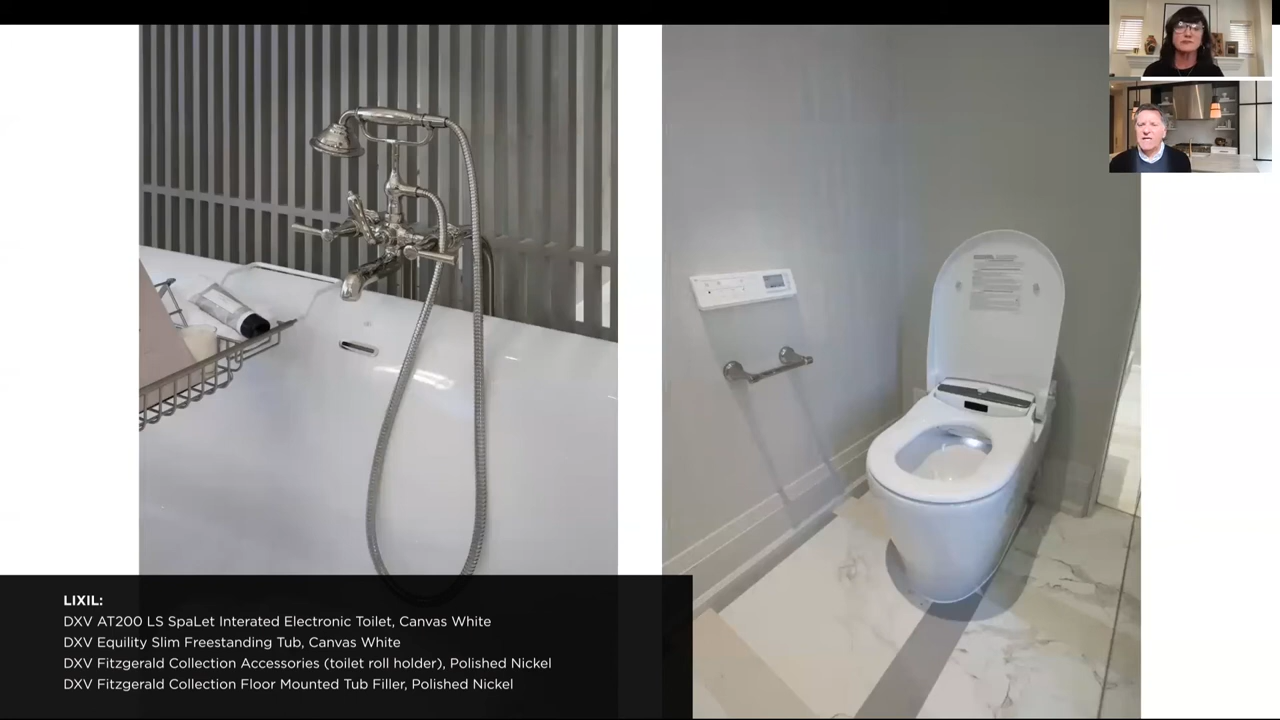 LIXIL:
DXV AT200 LS SpaLet Interated Electronic Toilet, Canvas White
DXV Equility Slim Freestanding Tub, Canvas White
DXV Fitzgerald Collection Accessories (toilet roll holder), Polished Nickel
DXV Fitzgerald Collection Floor Mounted Tub Filler, Polished Nickel